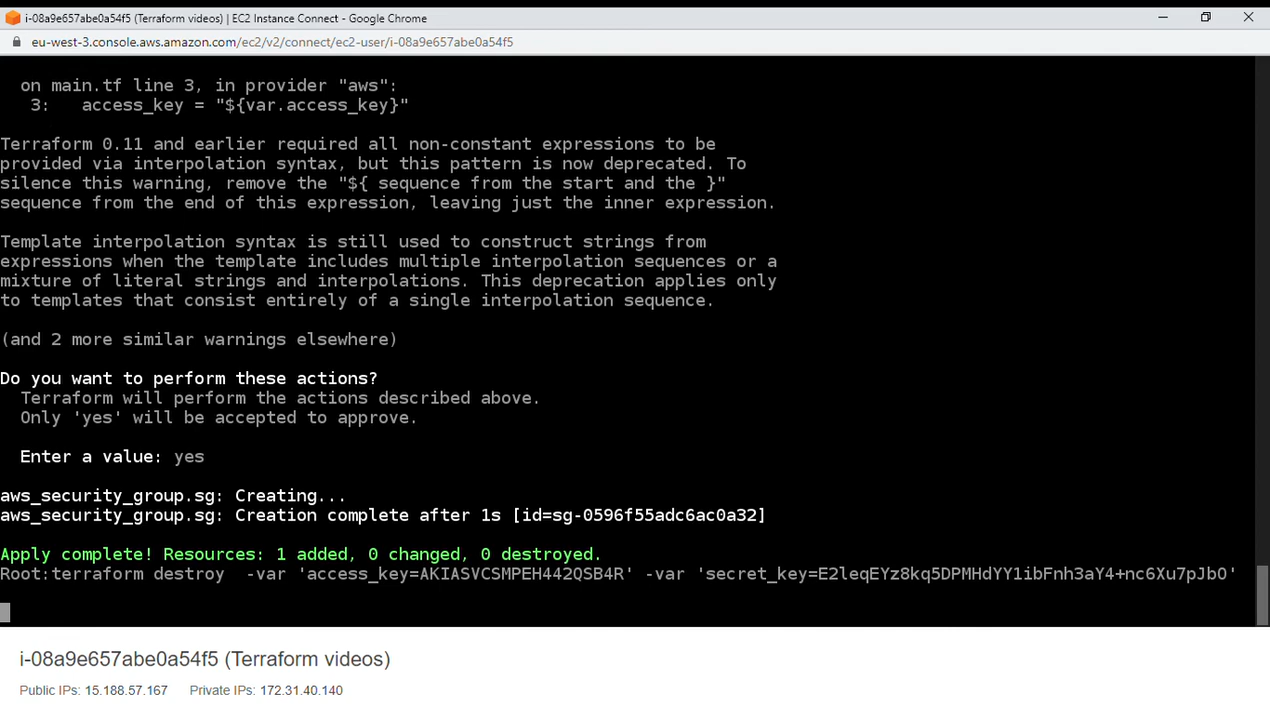 i-08a9e657abe0a54f5 (Terraform videos) | EC2 Instance Connect - Google Chrome
eu-west-3.console.aws.amazon.com/ec2/v2/connect/ec2-user/i-08a9e657abe0a54f5
on main.tf line 3, in provider "aws":
3: access_key = "${var.access_key}"
Terraform 0.11 and earlier required all non-constant expressions to be
provided via interpolation syntax, but this pattern is now deprecated. To
silence this warning, remove the "${ sequence from the start and the }"
sequence from the end of this expression, leaving just the inner expression.
Template interpolation syntax is still used to construct strings from
expressions when the template includes multiple interpolation sequences or a
mixture of literal strings and interpolations. This deprecation applies only
to templates that consist entirely of a single interpolation sequence.
(and 2 more similar warnings elsewhere)
Do you want to perform these actions?
Terraform will perform the actions described above.
Only 'yes' will be accepted to approve.
Enter a value: yes
aws_security_group.sg: Creating...
aws_security_group.sg: Creation complete after 1s [id=sg-0596f55adc6ac0a32]
Apply complete! Resources: 1 added, 0 changed, 0 destroyed.
Root:terraform destroy -var 'access_key=AKIASVCSMPEH442QSB4R' -var 'secret_key=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'
i-08a9e657abe0a54f5 (Terraform videos)
Public IPs: 15.188.57.167 Private IPs: 172.31.40.140